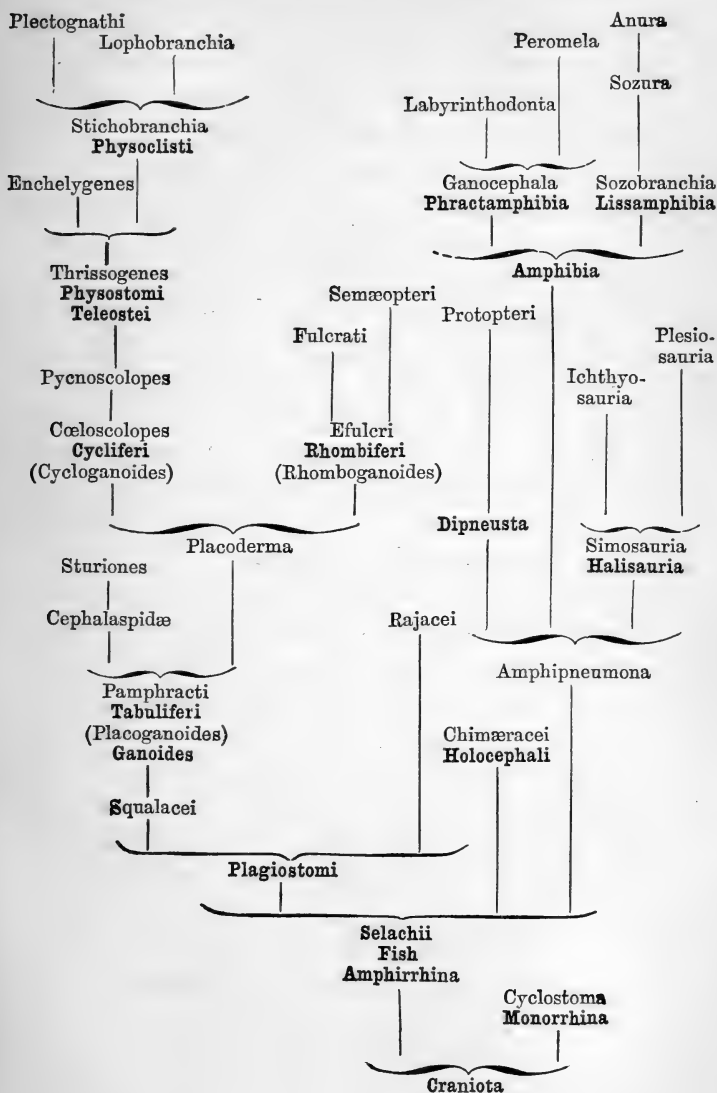 Plectognathi
Lophobranchia
Stichobranchia
Physoclisti
Enchelygenes
Thrissogenes
Physostomi
Teleostei
Pycnoscolopes
Cœloscolopes
Cycliferi
(Cycloganoides)
Semæopteri
Fulcrati
Efulcri
Rhombiferi
(Rhomboganoides)
Placoderma
Sturiones
Cephalaspidæ
Pamphracti
Tabuliferi
(Placoganoides)
Ganoides
Squalacei
Rajacei
Plagiostomi
Anura
Peromela
Sozura
Labyrinthodonta
Ganocephala
Phractamphibia
Sozobranchia
Lissamphibia
Amphibia
Protopteri
Dipneusta
Plesio-
sauria
Ichthyo-
sauria
Simosauria
Halisauria
Amphipneumona
Chimæracei
Holocephali
Selachii
Fish
Amphirrhina
Cyclostoma
Monorrhina
Craniota